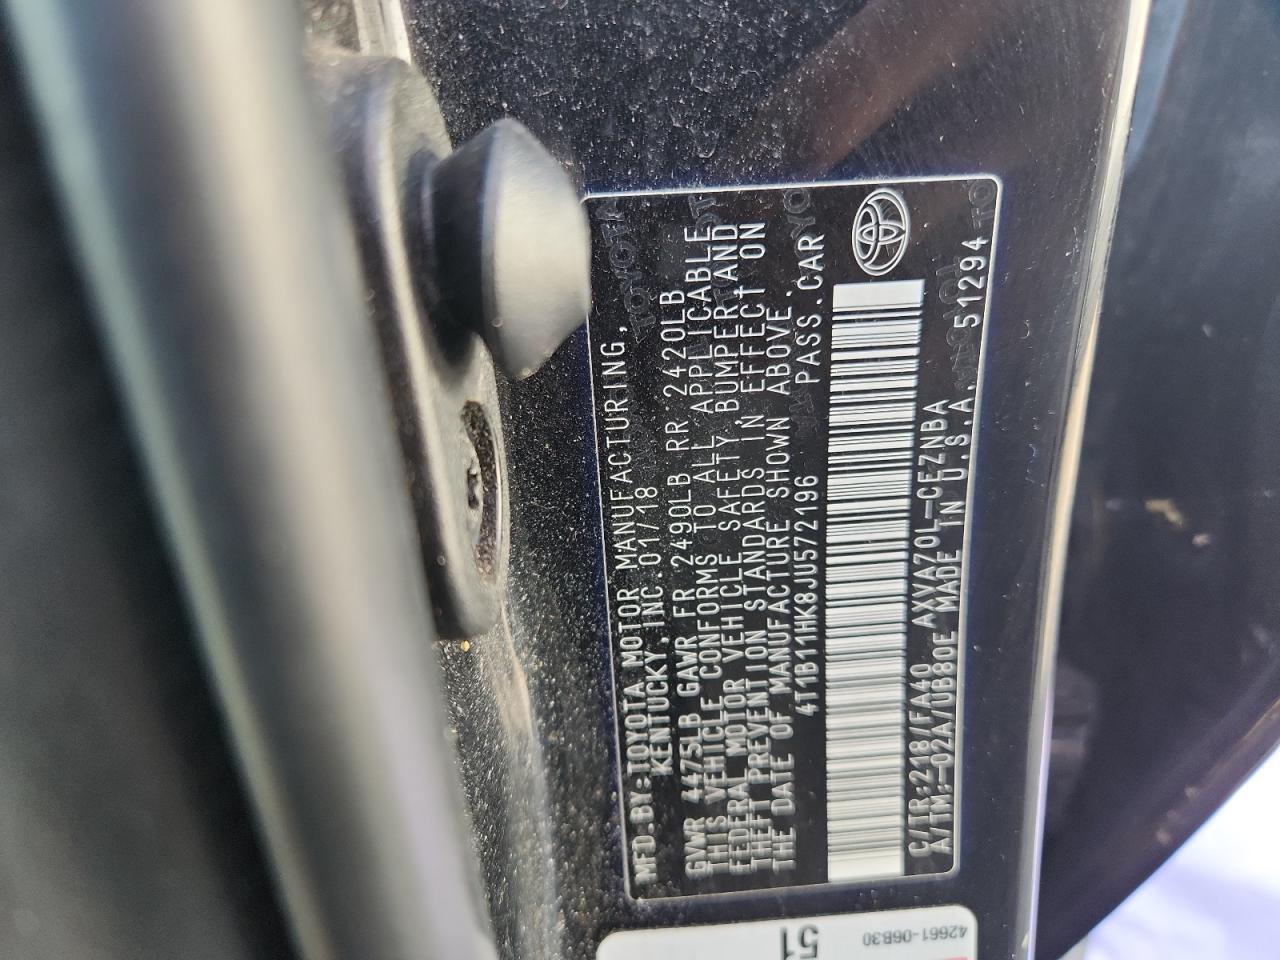 MFD.BY:TOYOTA MOTOR MANUFACTURING,
KENTUCKY, INC. 01/18
GVWR 4475LB GAWR FR 2490LB RR 2420LB
THIS VEHICLE CONFORMS TO ALL APPLICABLE
FEDERAL MOTOR VEHICLE SAFETY, BUMPER, AND
THEFT PREVENTION STANDARDS IN EFFECT ON
THE DATE OF MANUFACTURE SHOWN ABOVE.
4T1B11HK8JU572196 PASS.CAR
C/TR:218/FA40 AXVA70L-CEZNBA
A/TM:-02A/UB80E MADE IN U.S.A. 51294
42661-06B30
51